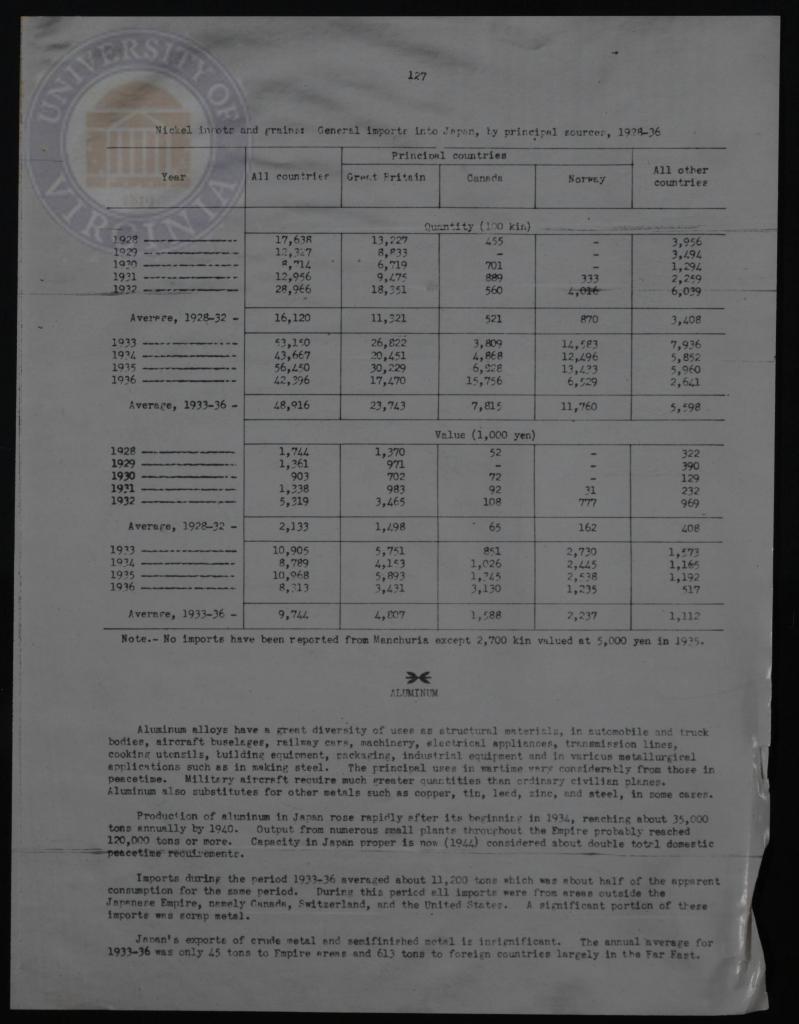 127
UNIVERSITY OF VIRGINIA
1819
Nickel ingots and grains: General imports into Japan, by principal sources, 1928-36
Year All countries Principal countries All other countries
Great Britain Canada Norway
Quantity (100 kin)
1928 17,638 13,227 455 - 3,956
1929 12,327 8,833 - - 3,494
1930 8,714 6,719 701 - 1,294
1931 12,956 9,475 889 333 2,259
1932 28,966 18,351 560 4,016 6,039
Average, 1928-32 - 16,120 11,321 521 870 3,408
1933 53,150 26,822 3,809 14,583 7,936
1934 43,667 20,451 4,868 12,496 5,852
1935 56,450 30,229 6,828 13,433 5,960
1936 42,396 17,470 15,756 6,529 2,641
Average, 1933-36 - 48,916 23,743 7,815 11,760 5,598
Value (1,000 yen)
1928 1,744 1,370 52 - 322
1929 1,361 971 - - 390
1930 903 702 72 - 129
1931 1,338 983 92 31 232
1932 5,319 3,465 108 777 969
Average, 1928-32 - 2,133 1,498 65 162 408
1933 10,905 5,751 851 2,730 1,573
1934 8,789 4,153 1,026 2,445 1,165
1935 10,968 5,893 1,345 2,538 1,192
1936 8,313 3,431 3,130 1,235 517
Average, 1933-36 - 9,744 4,807 1,588 2,237 1,112
Note.- No imports have been reported from Manchuria except 2,700 kin valued at 5,000 yen in 1935.
ALUMINUM
Aluminum alloys have a great diversity of uses as structural materials, in automobile and truck
bodies, aircraft buselages, railway cars, machinery, electrical appliances, transmission lines,
cooking utensils, building equipment, packaging, industrial equipment and in various metallurgical
applications such as in making steel. The principal uses in wartime vary considerably from those in
peacetime. Military aircraft require much greater quantities than ordinary civilian planes.
Aluminum also substitutes for other metals such as copper, tin, lead, zinc, and steel, in some cases.
Production of aluminum in Japan rose rapidly after its beginning in 1934, reaching about 35,000
tons annually by 1940. Output from numerous small plants throughout the Empire probably reached
120,000 tons or more. Capacity in Japan proper is now (1944) considered about double total domestic
peacetime requirements.
Imports during the period 1933-36 averaged about 11,200 tons which was about half of the apparent
consumption for the same period. During this period all imports were from areas outside the
Japanese Empire, namely Canada, Switzerland, and the United States. A significant portion of these
imports was scrap metal.
Japan's exports of crude metal and semifinished metal is insignificant. The annual average for
1933-36 was only 45 tons to Empire areas and 613 tons to foreign countries largely in the Far East.